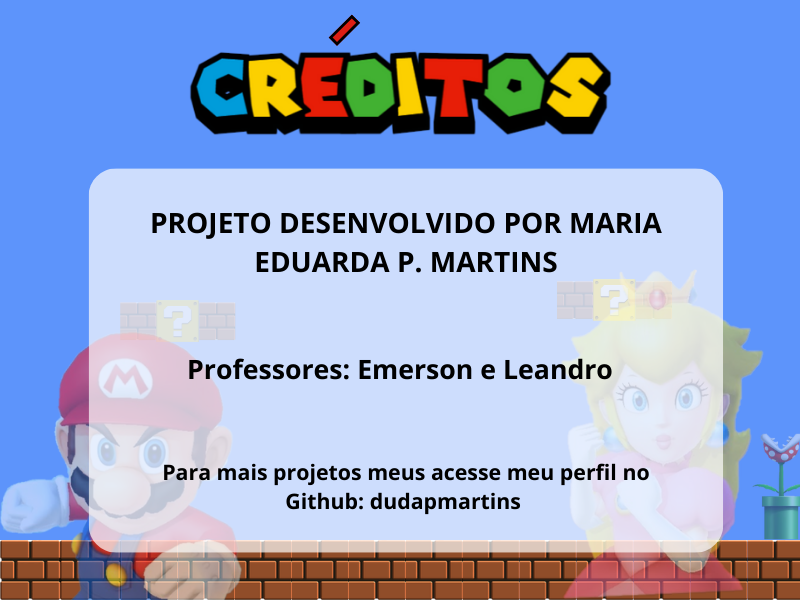 CRÉDITOS
PROJETO DESENVOLVIDO POR MARIA
EDUARDA P. MARTINS
?
?
M
Professores: Emerson e Leandro
Para mais projetos meus acesse meu perfil no
Github: dudapmartins